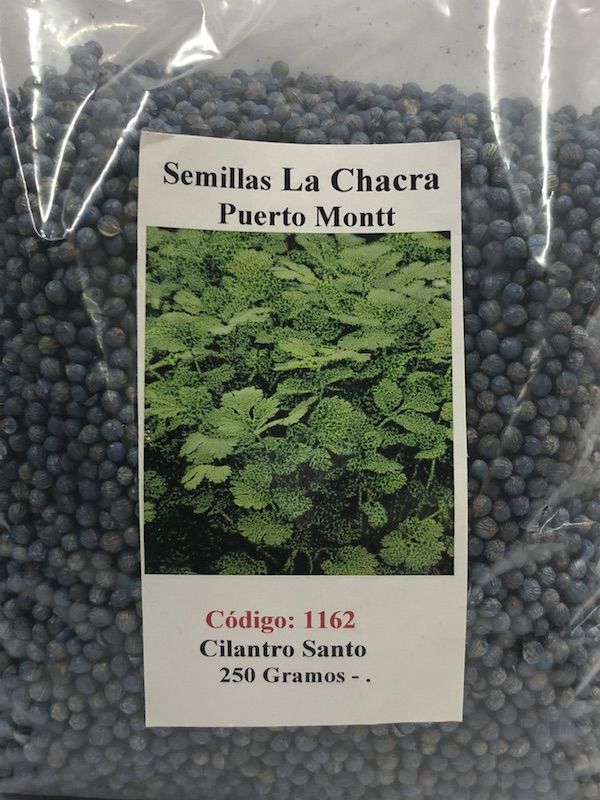 Semillas La Chacra
Puerto Montt
Código: 1162
Cilantro Santo
250 Gramos - .